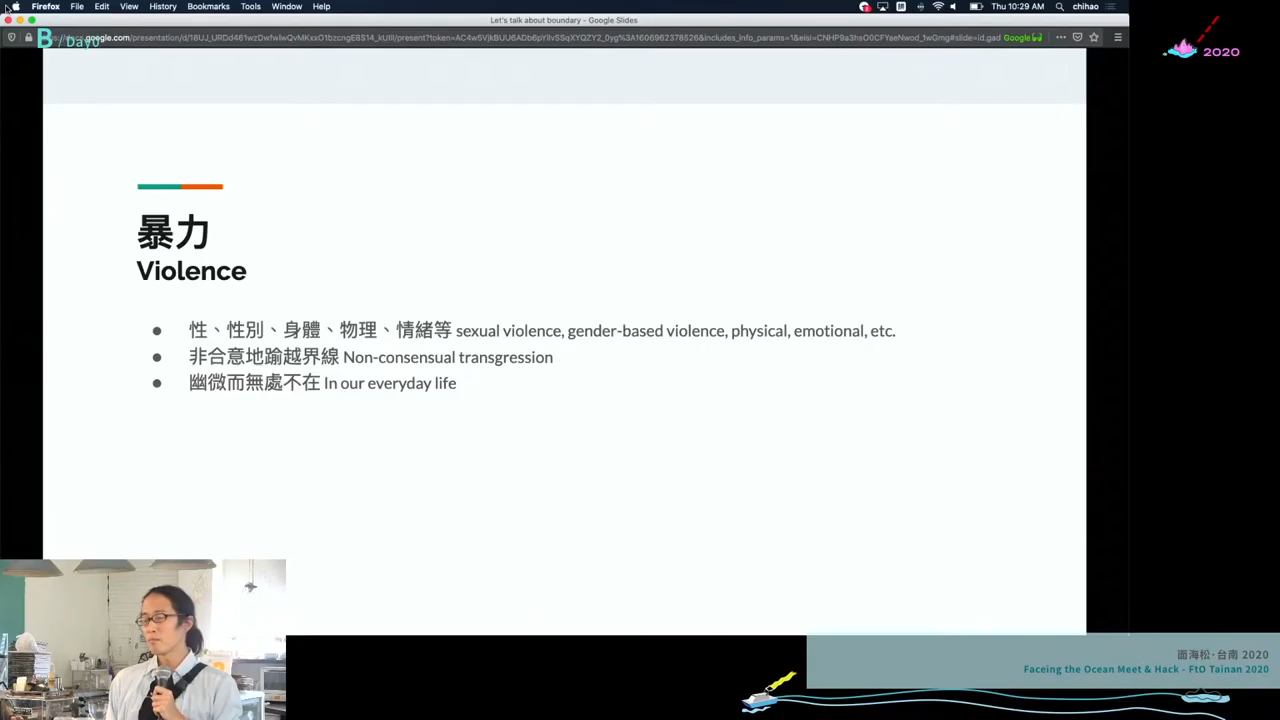 Firefox File Edit View History Bookmarks Tools Window Help Thu 10:29 AM chihao
Let's talk about boundary - Google Slides
B / Day0
Google
2020
暴力
Violence
● 性、性別、身體、物理、情緒等 sexual violence, gender-based violence, physical, emotional, etc.
● 非合意地踰越界線 Non-consensual transgression
● 幽微而無處不在 In our everyday life
面海松-台南 2020
Faceing the Ocean Meet & Hack - FtO Tainan 2020